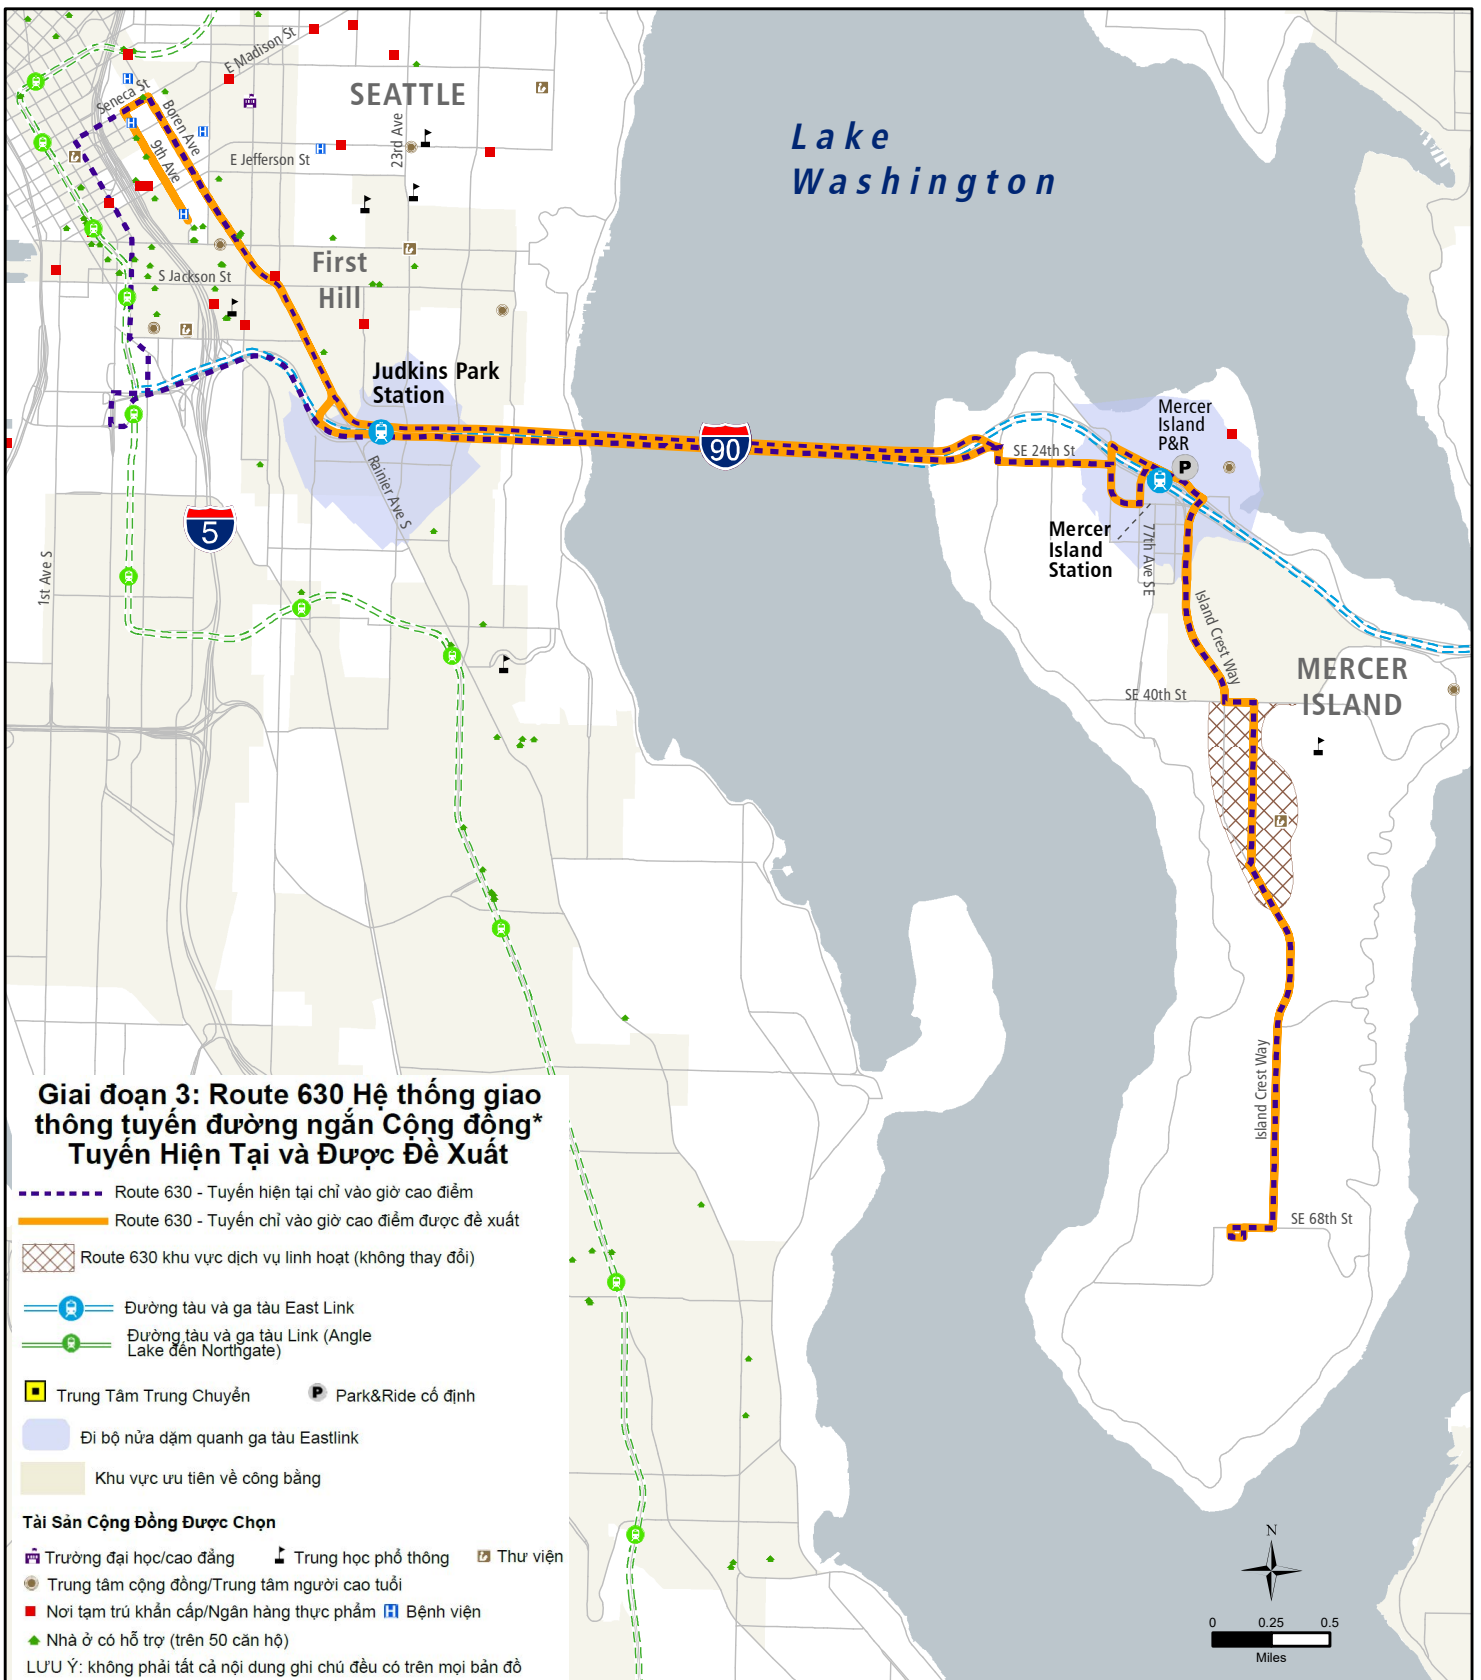 E Madison St
Seneca St
SEATTLE
Boren Ave
9th Ave
23rd Ave
E Jefferson St
Lake
Washington
First
Hill
S Jackson St
Judkins Park
Station
90
Rainier Ave S
5
1st Ave S
Mercer
Island
P&R
P
SE 24th St
Mercer
Island
Station
77th Ave SE
Island Crest Way
SE 40th St
MERCER
ISLAND
Island Crest Way
SE 68th St
Giai đoạn 3: Route 630 Hệ thống giao
thông tuyến đường ngắn Cộng đồng*
Tuyến Hiện Tại và Được Đề Xuất
Route 630 - Tuyến hiện tại chỉ vào giờ cao điểm
Route 630 - Tuyến chỉ vào giờ cao điểm được đề xuất
Route 630 khu vực dịch vụ linh hoạt (không thay đổi)
Đường tàu và ga tàu East Link
Đường tàu và ga tàu Link (Angle
Lake đến Northgate)
Trung Tâm Trung Chuyển
P Park&Ride cố định
Đi bộ nửa dặm quanh ga tàu Eastlink
Khu vực ưu tiên về công bằng
Tài Sản Cộng Đồng Được Chọn
Trường đại học/cao đẳng
Trung học phổ thông
Thư viện
Trung tâm cộng đồng/Trung tâm người cao tuổi
Nơi tạm trú khẩn cấp/Ngân hàng thực phẩm
H Bệnh viện
Nhà ở có hỗ trợ (trên 50 căn hộ)
LƯU Ý: không phải tất cả nội dung ghi chú đều có trên mọi bản đồ
N
0 0.25 0.5
Miles